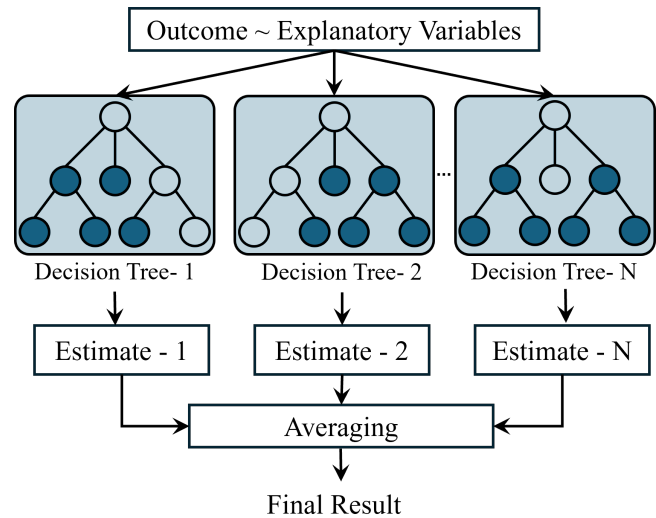 Outcome ~ Explanatory Variables
...
Decision Tree- 1
Decision Tree- 2
Decision Tree- N
Estimate - 1
Estimate - 2
Estimate - N
Averaging
Final Result